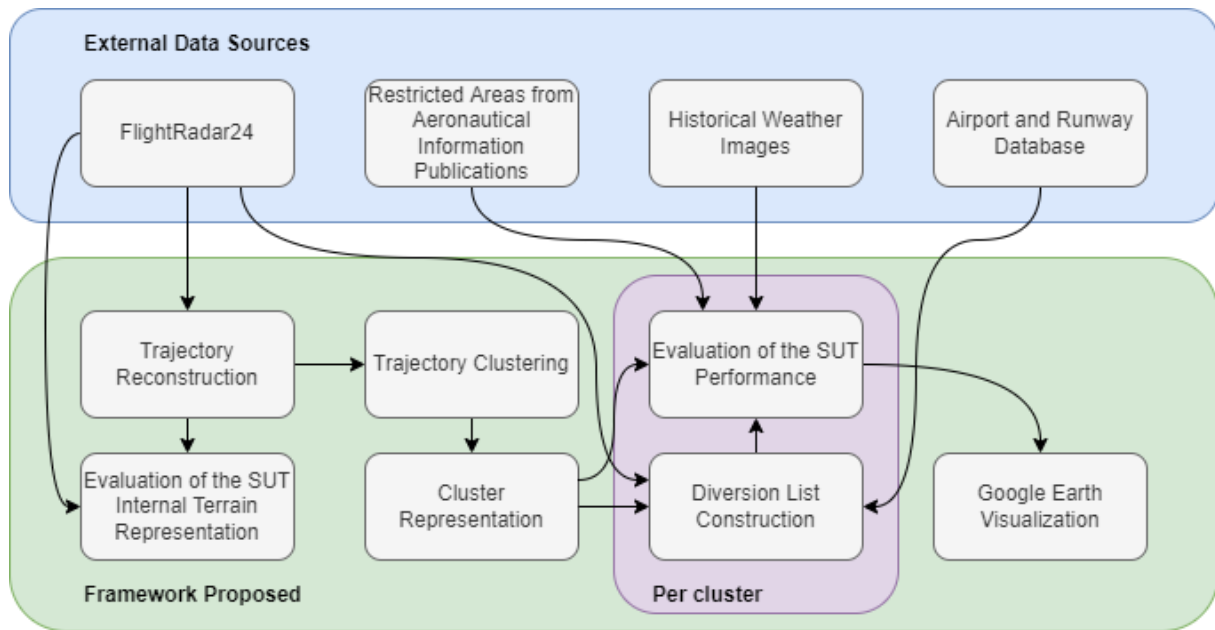 External Data Sources
FlightRadar24
Restricted Areas from
Aeronautical
Information
Publications
Historical Weather
Images
Airport and Runway
Database
Trajectory
Reconstruction
Trajectory Clustering
Evaluation of the SUT
Performance
Evaluation of the SUT
Internal Terrain
Representation
Cluster
Representation
Diversion List
Construction
Google Earth
Visualization
Framework Proposed
Per cluster